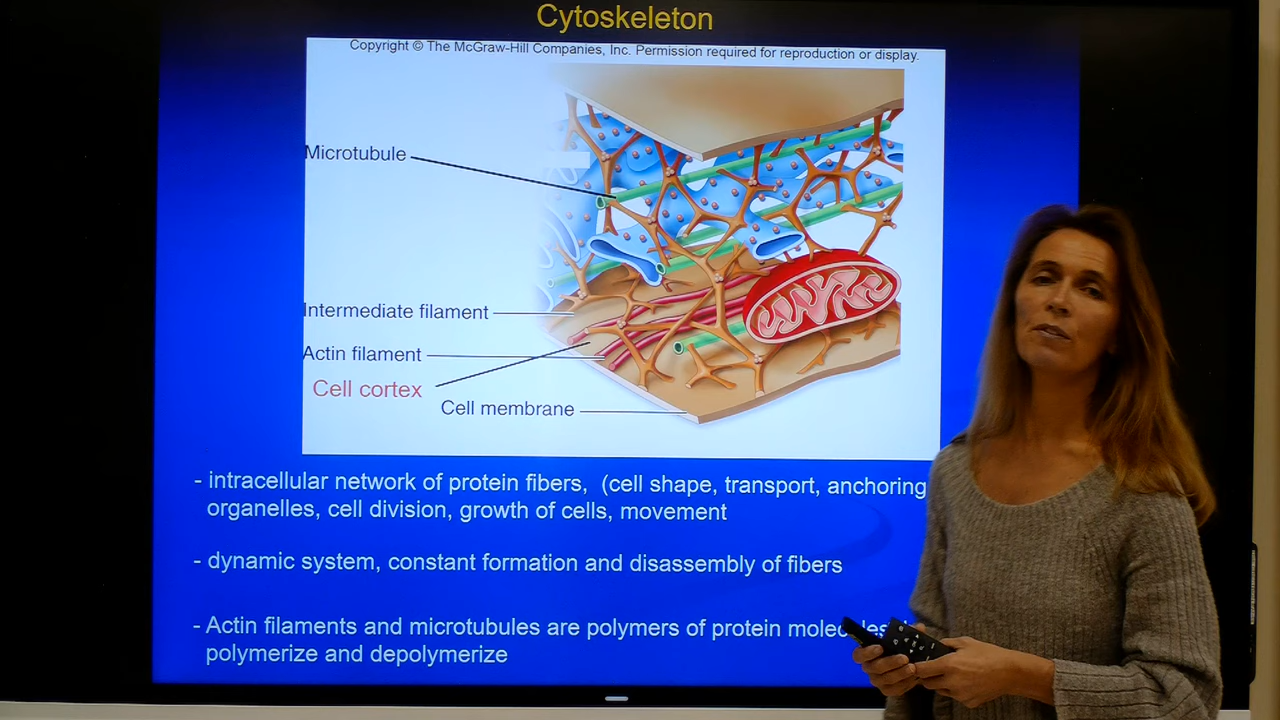 Cytoskeleton
Copyright © The McGraw-Hill Companies, Inc. Permission required for reproduction or display.
Microtubule
Intermediate filament
Actin filament
Cell cortex
Cell membrane
- intracellular network of protein fibers, (cell shape, transport, anchoring
organelles, cell division, growth of cells, movement
- dynamic system, constant formation and disassembly of fibers
- Actin filaments and microtubules are polymers of protein
polymerize and depolymerize